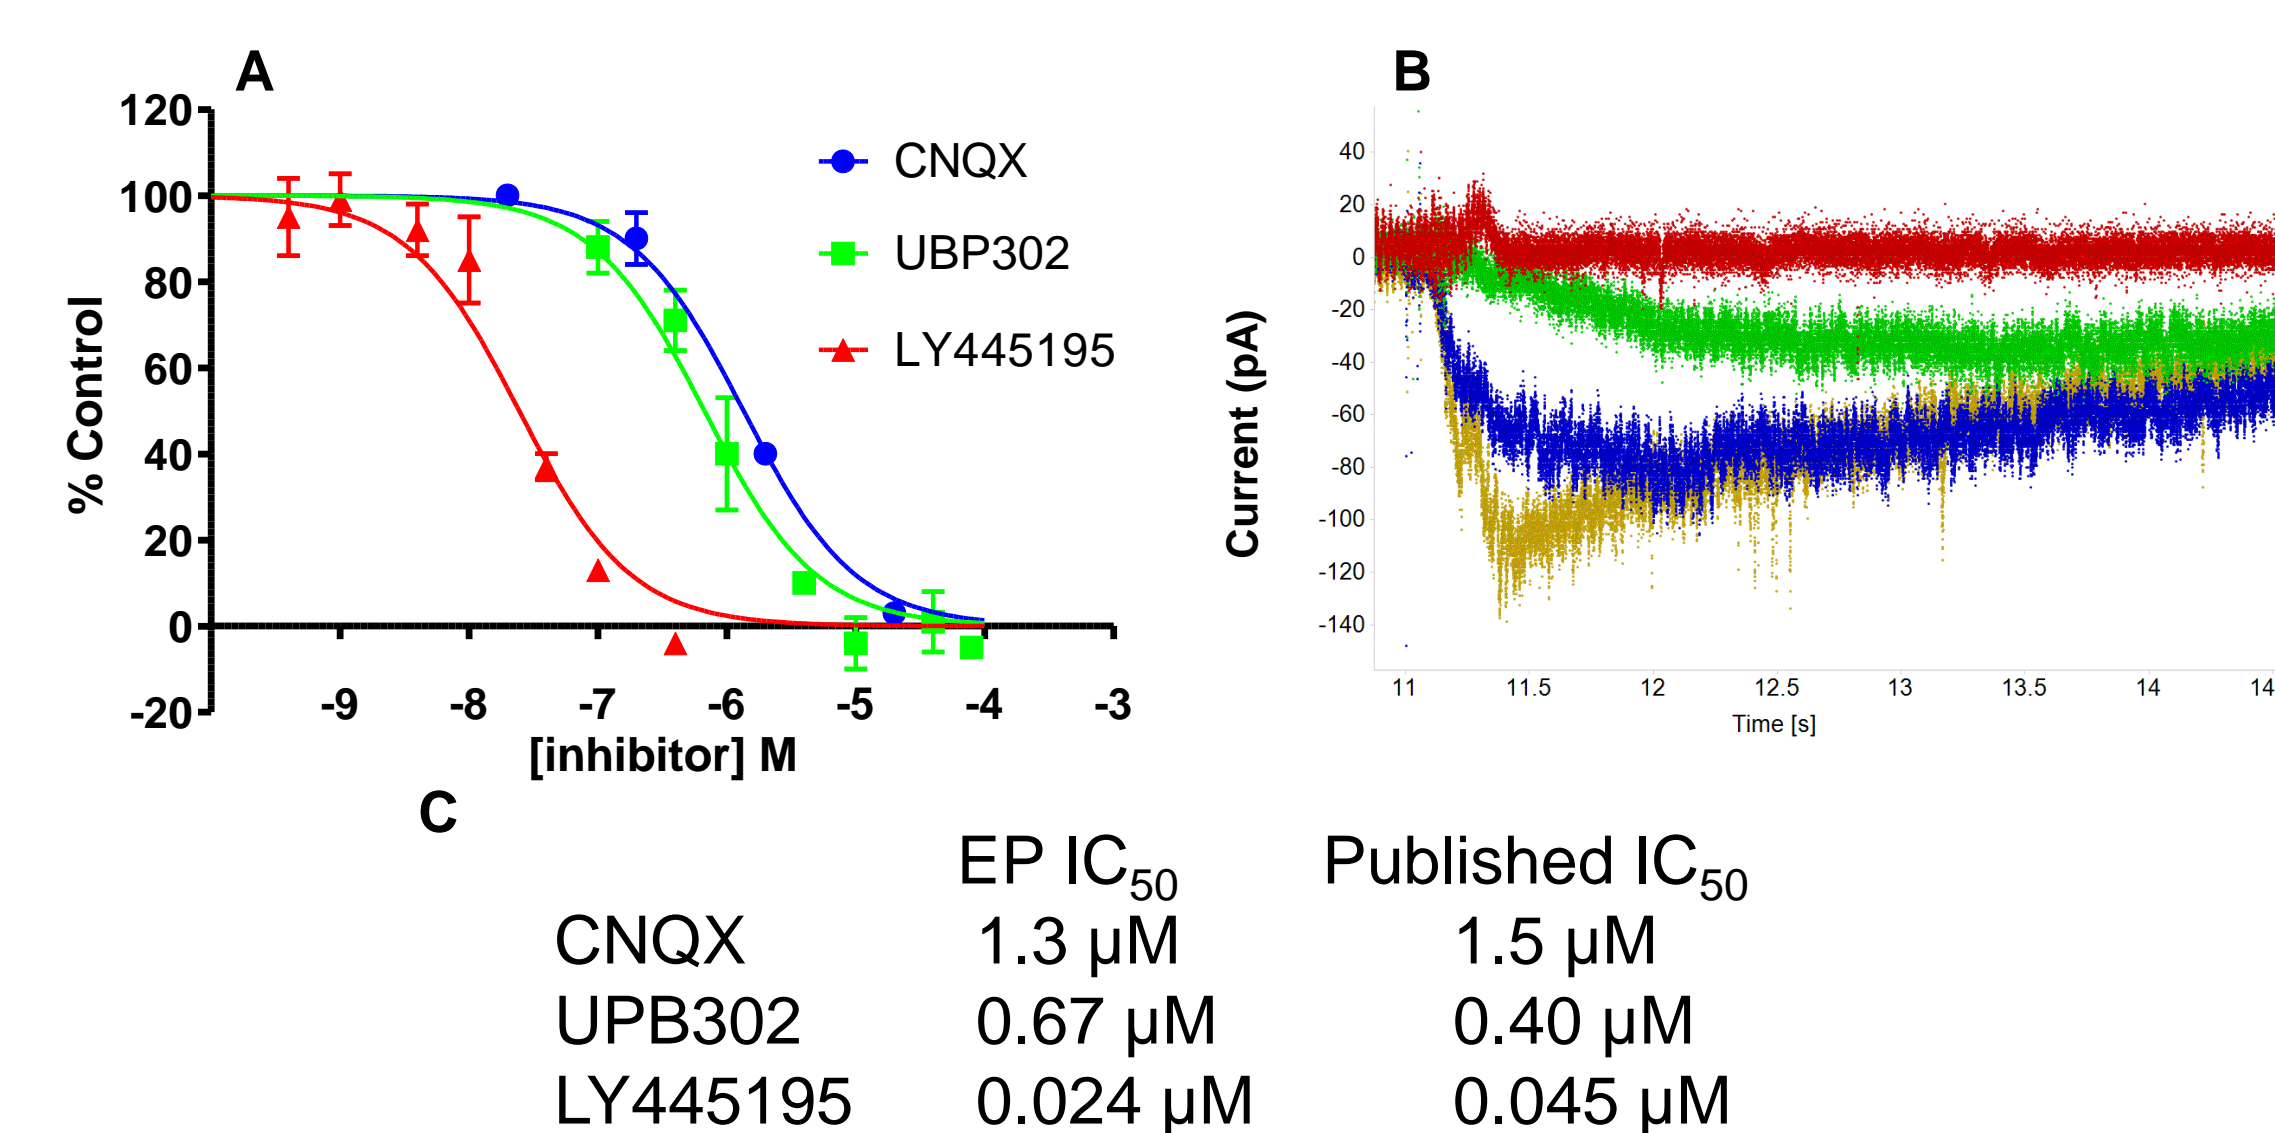 A
120
100
80
60
40
20
0
-20
% Control
-9 -8 -7 -6 -5 -4 -3
[inhibitor] M
CNQX
UBP302
LY445195
B
40
20
0
-20
-40
-60
-80
-100
-120
-140
Current (pA)
11 11.5 12 12.5 13 13.5 14 14
Time [s]
C
EP IC50 Published IC50
CNQX 1.3 µM 1.5 µM
UPB302 0.67 µM 0.40 µM
LY445195 0.024 µM 0.045 µM